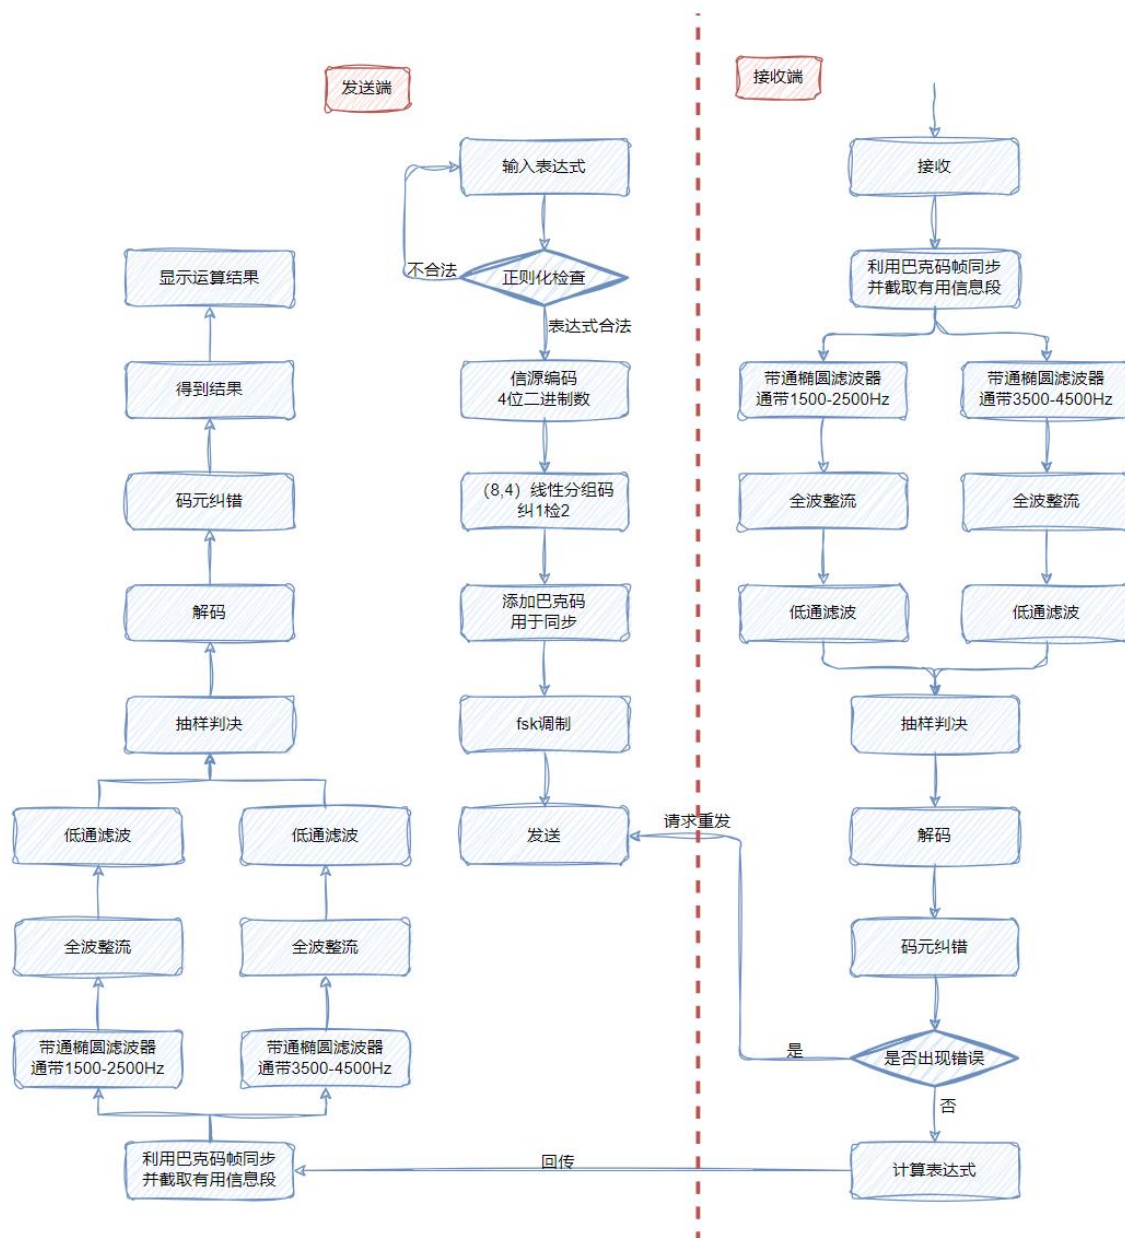 发送端
接收端
输入表达式
不合法
正则化检查
表达式合法
信源编码
4位二进制数
（8,4）线性分组码
纠1检2
添加巴克码
用于同步
fsk调制
发送
请求重发
显示运算结果
得到结果
码元纠错
解码
抽样判决
低通滤波
低通滤波
全波整流
全波整流
带通椭圆滤波器
通带1500-2500Hz
带通椭圆滤波器
通带3500-4500Hz
利用巴克码帧同步
并截取有用信息段
回传
接收
利用巴克码帧同步
并截取有用信息段
带通椭圆滤波器
通带1500-2500Hz
带通椭圆滤波器
通带3500-4500Hz
全波整流
全波整流
低通滤波
低通滤波
抽样判决
解码
码元纠错
是否出现错误
是
否
计算表达式